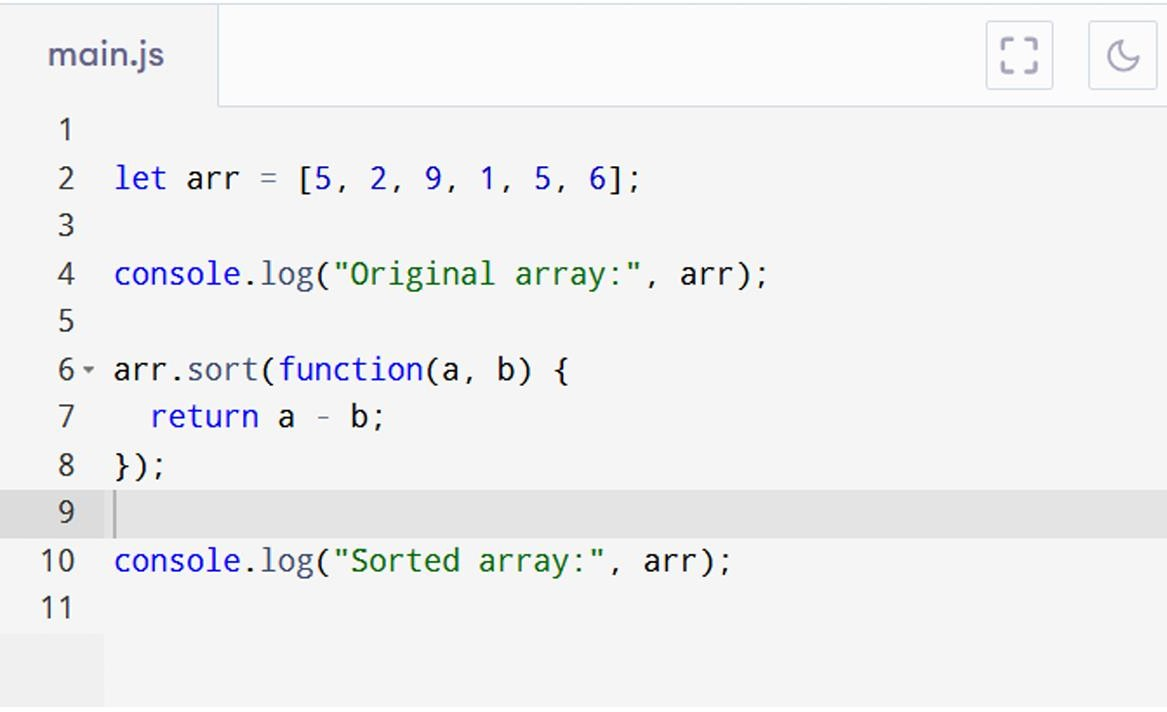 main.js
1
2 let arr = [5, 2, 9, 1, 5, 6];
3
4 console.log("Original array:", arr);
5
6 arr.sort(function(a, b) {
7   return a - b;
8 });
9
10 console.log("Sorted array:", arr);
11